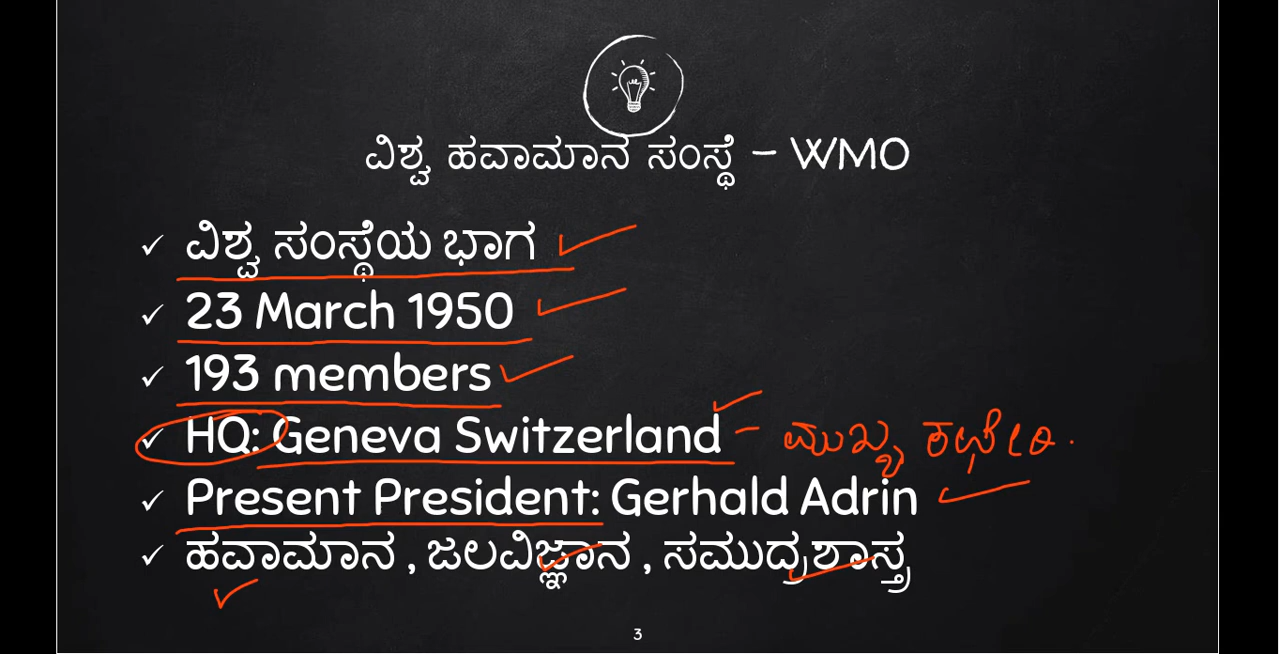 ವಿಶ್ವ ಹವಾಮಾನ ಸಂಸ್ಥೆ – WMO
ವಿಶ್ವ ಸಂಸ್ಥೆಯ ಭಾಗ
23 March 1950
193 members
HQ: Geneva Switzerland – ಮುಖ್ಯ ಕಛೇರಿ.
Present President: Gerhald Adrin
ಹವಾಮಾನ , ಜಲವಿಜ್ಞಾನ , ಸಮುದ್ರಶಾಸ್ತ್ರ
3